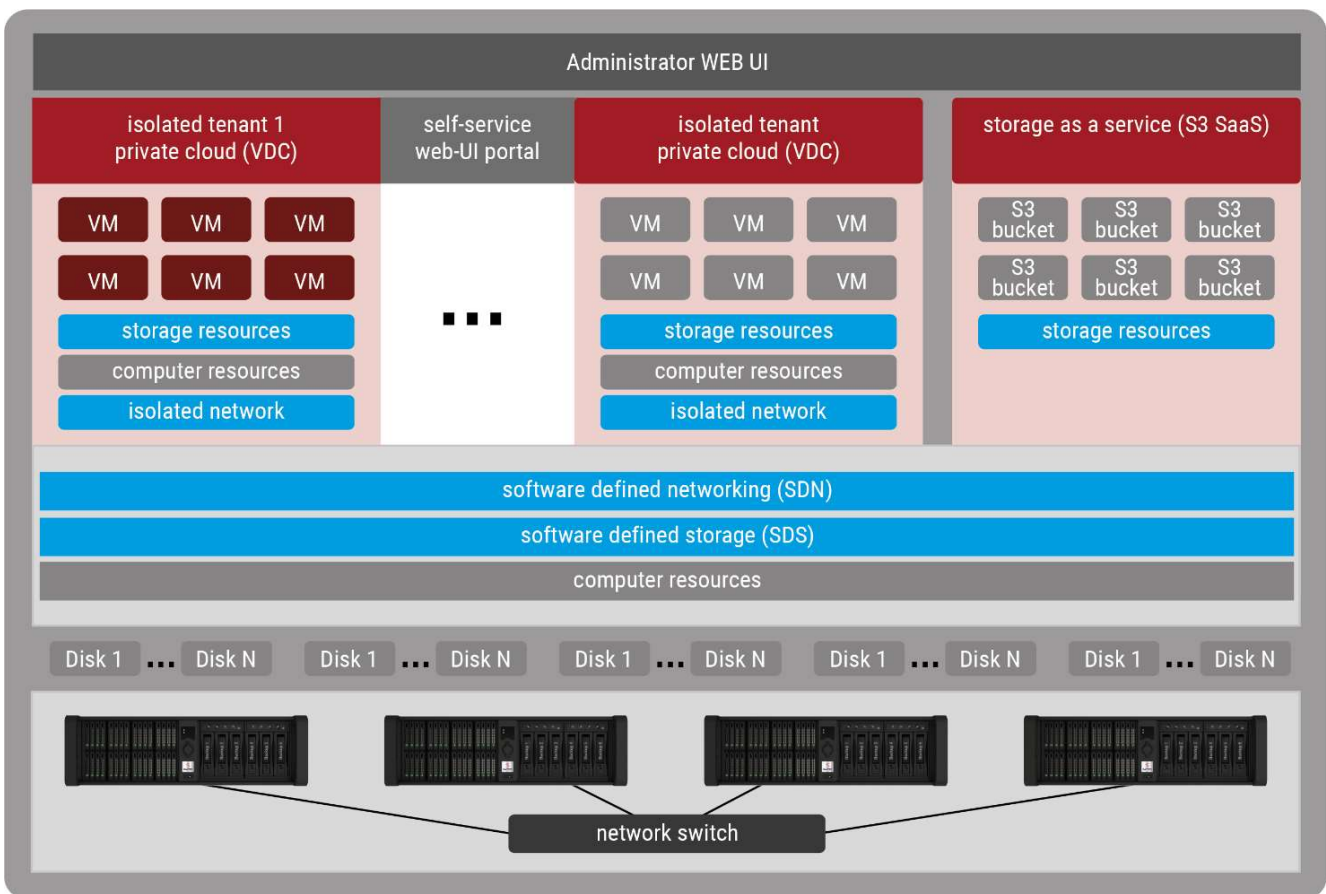 Administrator WEB UI
isolated tenant 1
private cloud (VDC)
self-service
web-UI portal
isolated tenant
private cloud (VDC)
storage as a service (S3 SaaS)
VM VM VM
VM VM VM
storage resources
computer resources
isolated network
...
VM VM VM
VM VM VM
storage resources
computer resources
isolated network
S3 bucket S3 bucket S3 bucket
S3 bucket S3 bucket S3 bucket
storage resources
software defined networking (SDN)
software defined storage (SDS)
computer resources
Disk 1 ... Disk N Disk 1 ... Disk N Disk 1 ... Disk N Disk 1 ... Disk N Disk 1 ... Disk N
network switch